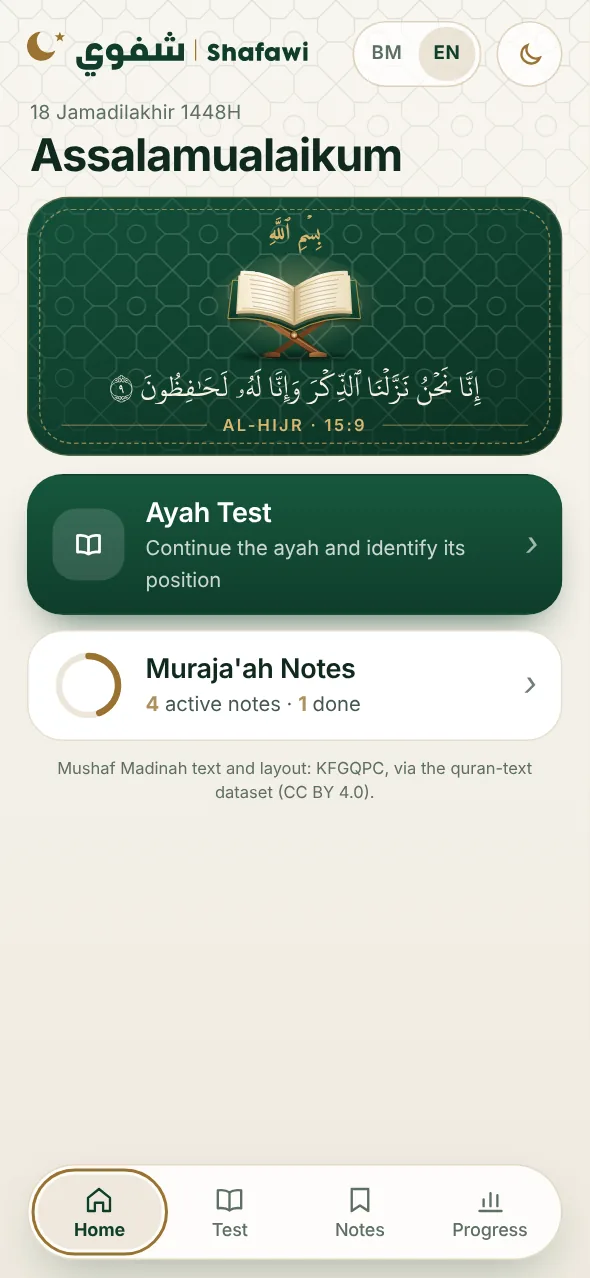 شفوي | Shafawi
BM
EN
18 Jamadilakhir 1448H
Assalamualaikum
بِسْمِ ٱللَّهِ
إِنَّا نَحْنُ نَزَّلْنَا ٱلذِّكْرَ وَإِنَّا لَهُۥ لَحَـٰفِظُونَ ٩
AL-HIJR · 15:9
Ayah Test
Continue the ayah and identify its
position
Muraja'ah Notes
4 active notes · 1 done
Mushaf Madinah text and layout: KFGQPC, via the quran-text
dataset (CC BY 4.0).
Home
Test
Notes
Progress